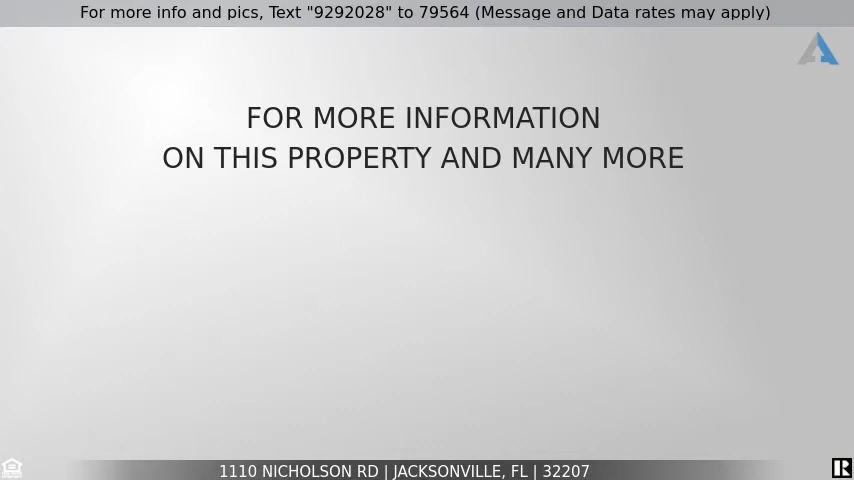 For more info and pics, Text "9292028" to 79564 (Message and Data rates may apply)
FOR MORE INFORMATION
ON THIS PROPERTY AND MANY MORE
1110 NICHOLSON RD | JACKSONVILLE, FL | 32207